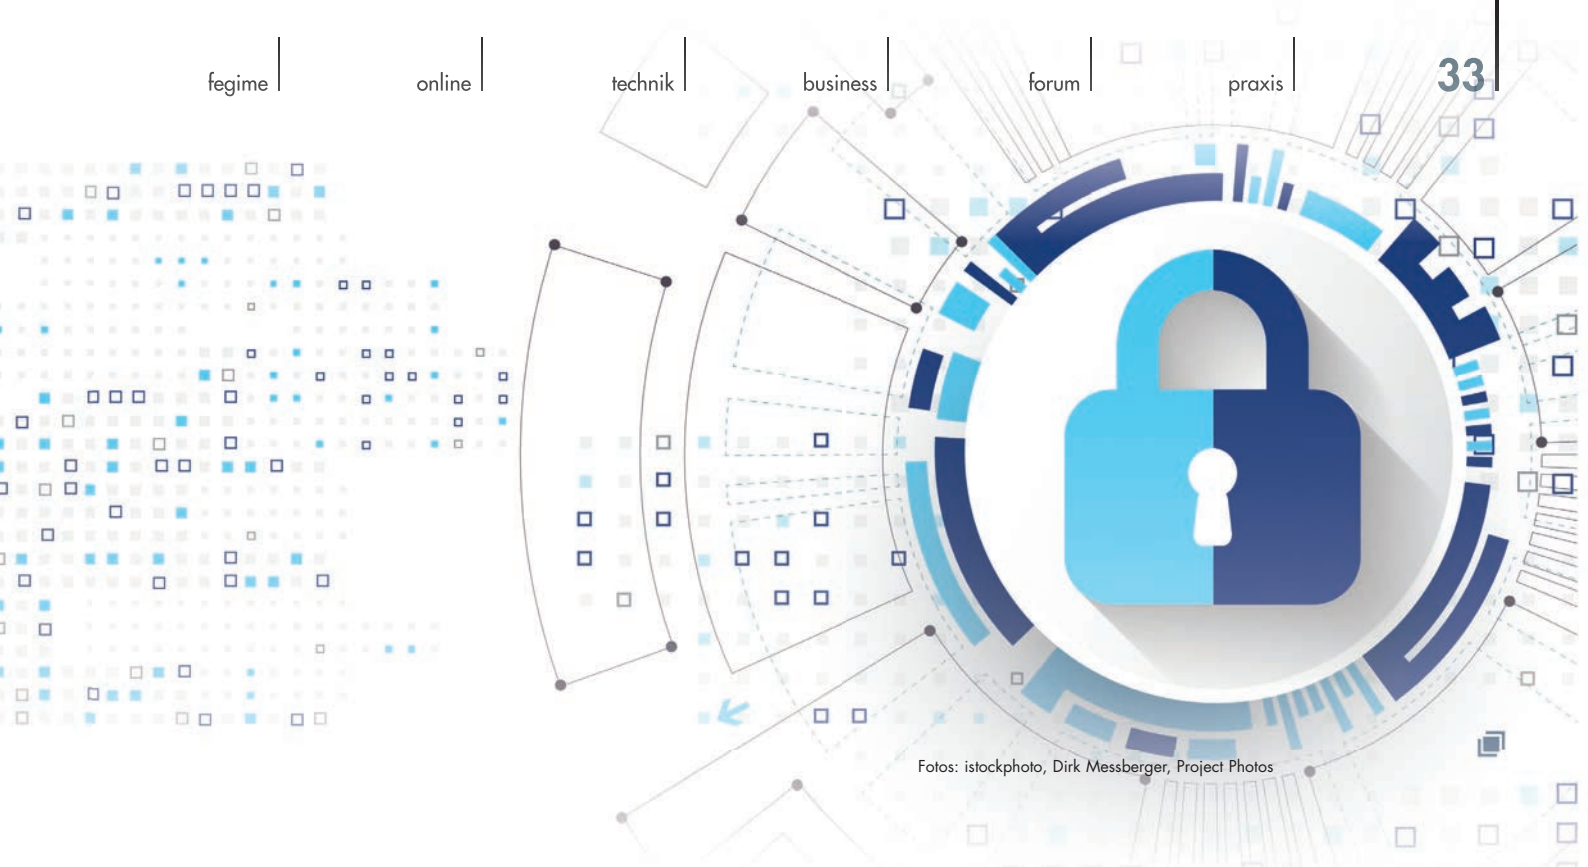 fegime online technik business forum praxis 33
Fotos: istockphoto, Dirk Messberger, Project Photos